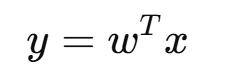 y = w^T x